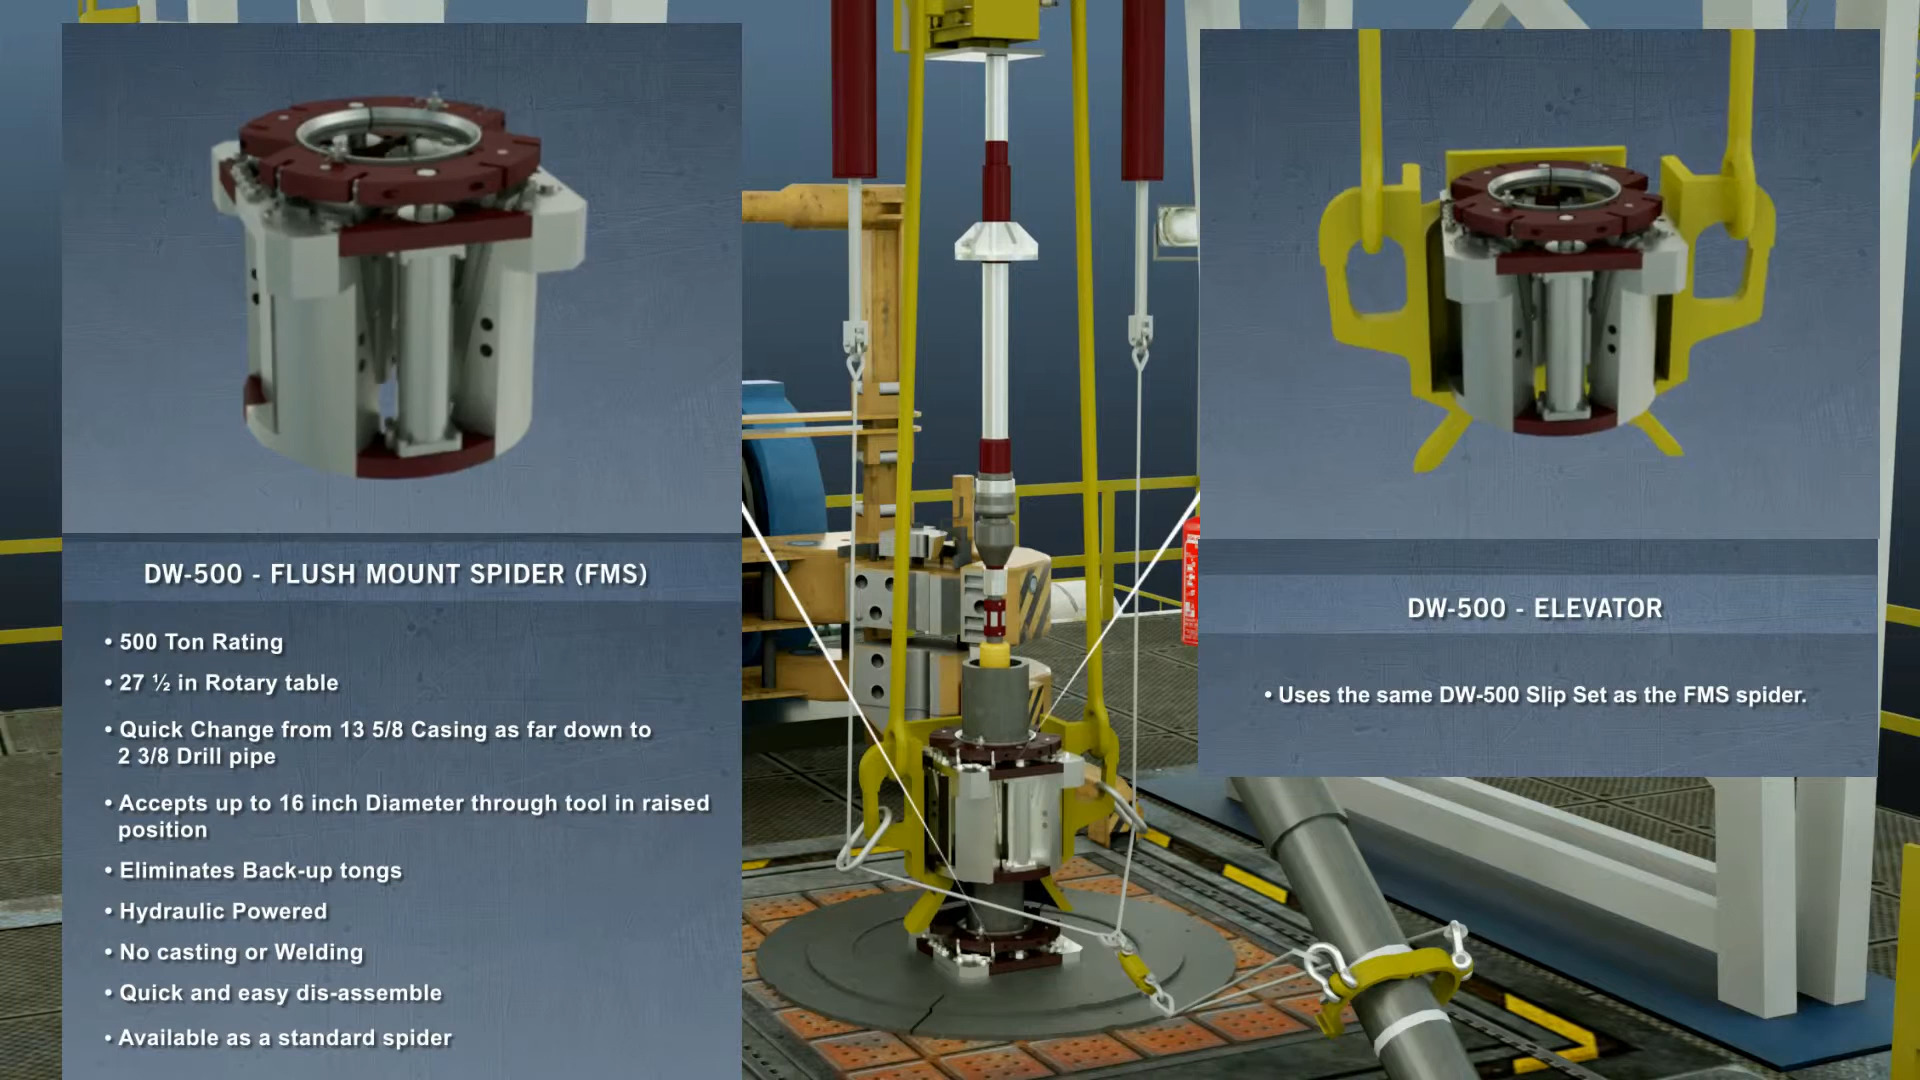 DW-500 - FLUSH MOUNT SPIDER (FMS)
• 500 Ton Rating
• 27 ½ in Rotary table
• Quick Change from 13 5/8 Casing as far down to
2 3/8 Drill pipe
• Accepts up to 16 inch Diameter through tool in raised
position
• Eliminates Back-up tongs
• Hydraulic Powered
• No casting or Welding
• Quick and easy dis-assemble
• Available as a standard spider
DW-500 - ELEVATOR
• Uses the same DW-500 Slip Set as the FMS spider.